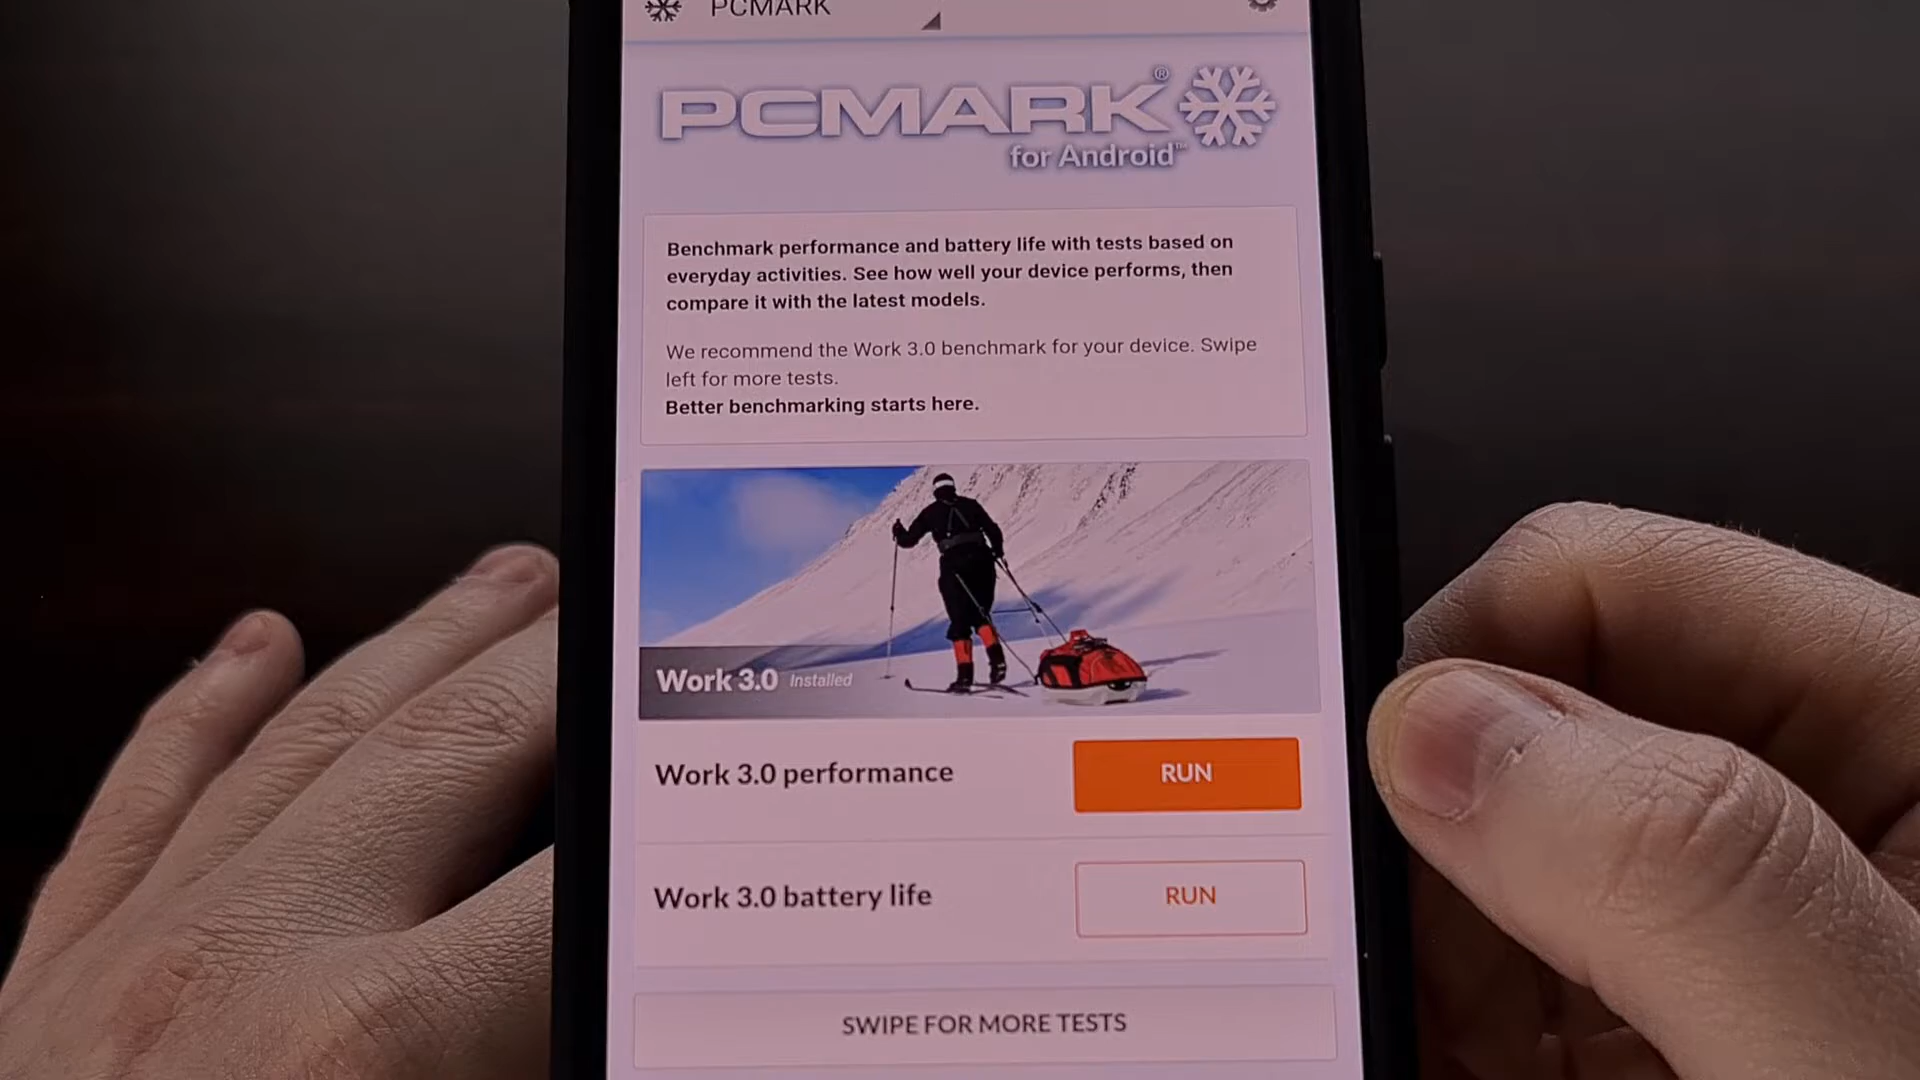 PCMARK
PCMARK®
for Android™
Benchmark performance and battery life with tests based on
everyday activities. See how well your device performs, then
compare it with the latest models.
We recommend the Work 3.0 benchmark for your device. Swipe
left for more tests.
Better benchmarking starts here.
Work 3.0 Installed
Work 3.0 performance
RUN
Work 3.0 battery life
RUN
SWIPE FOR MORE TESTS